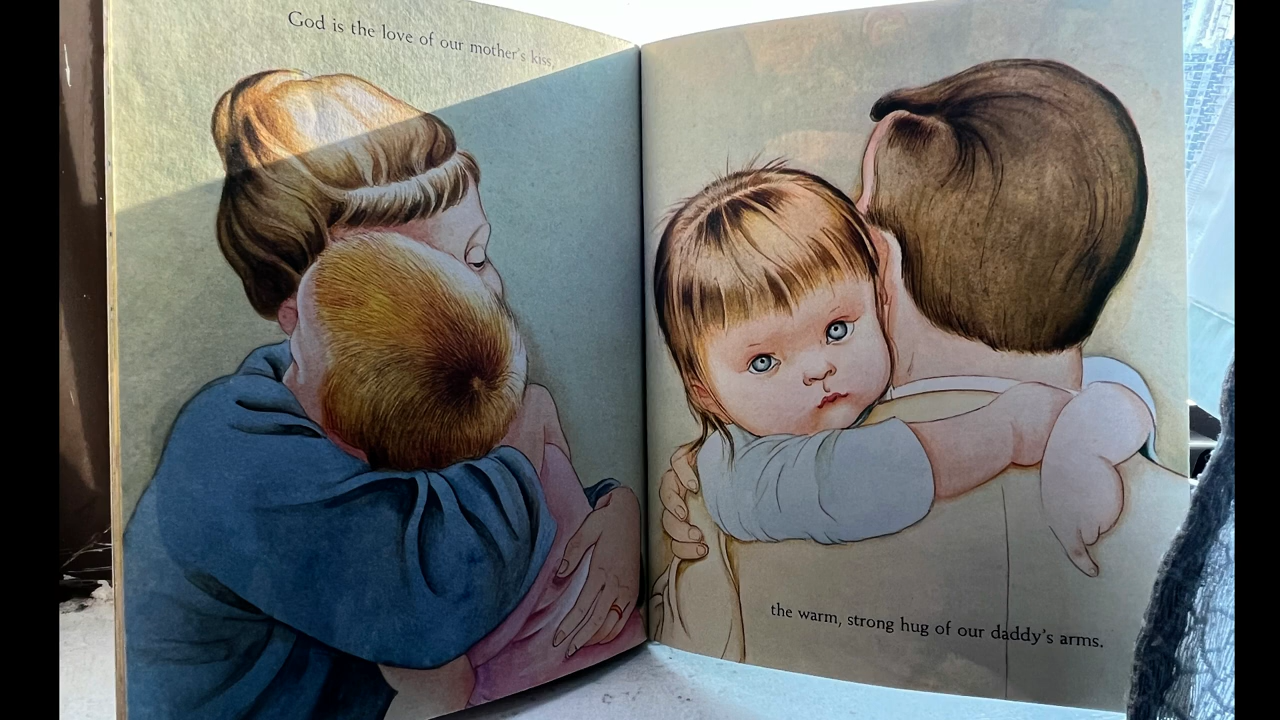 God is the love of our mother's kiss,
the warm, strong hug of our daddy's arms.